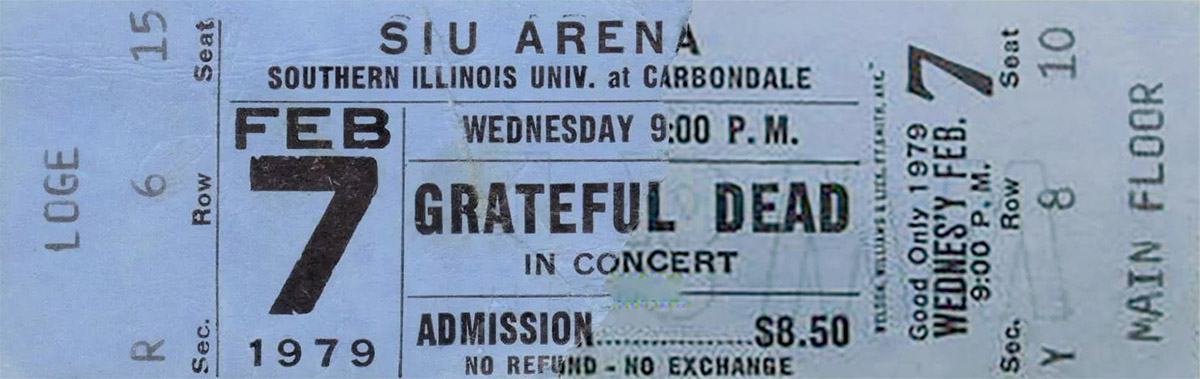 LOGE
R 6 15
Sec. Row Seat
SIU ARENA
SOUTHERN ILLINOIS UNIV. at CARBONDALE
FEB
7
1979
WEDNESDAY 9:00 P. M.
GRATEFUL DEAD
IN CONCERT
ADMISSION..................$8.50
NO REFUND - NO EXCHANGE
Good Only 1979
WEDNES'Y FEB. 7
9:00 P. M.
Sec. Row Seat
Y 8 10
MAIN FLOOR